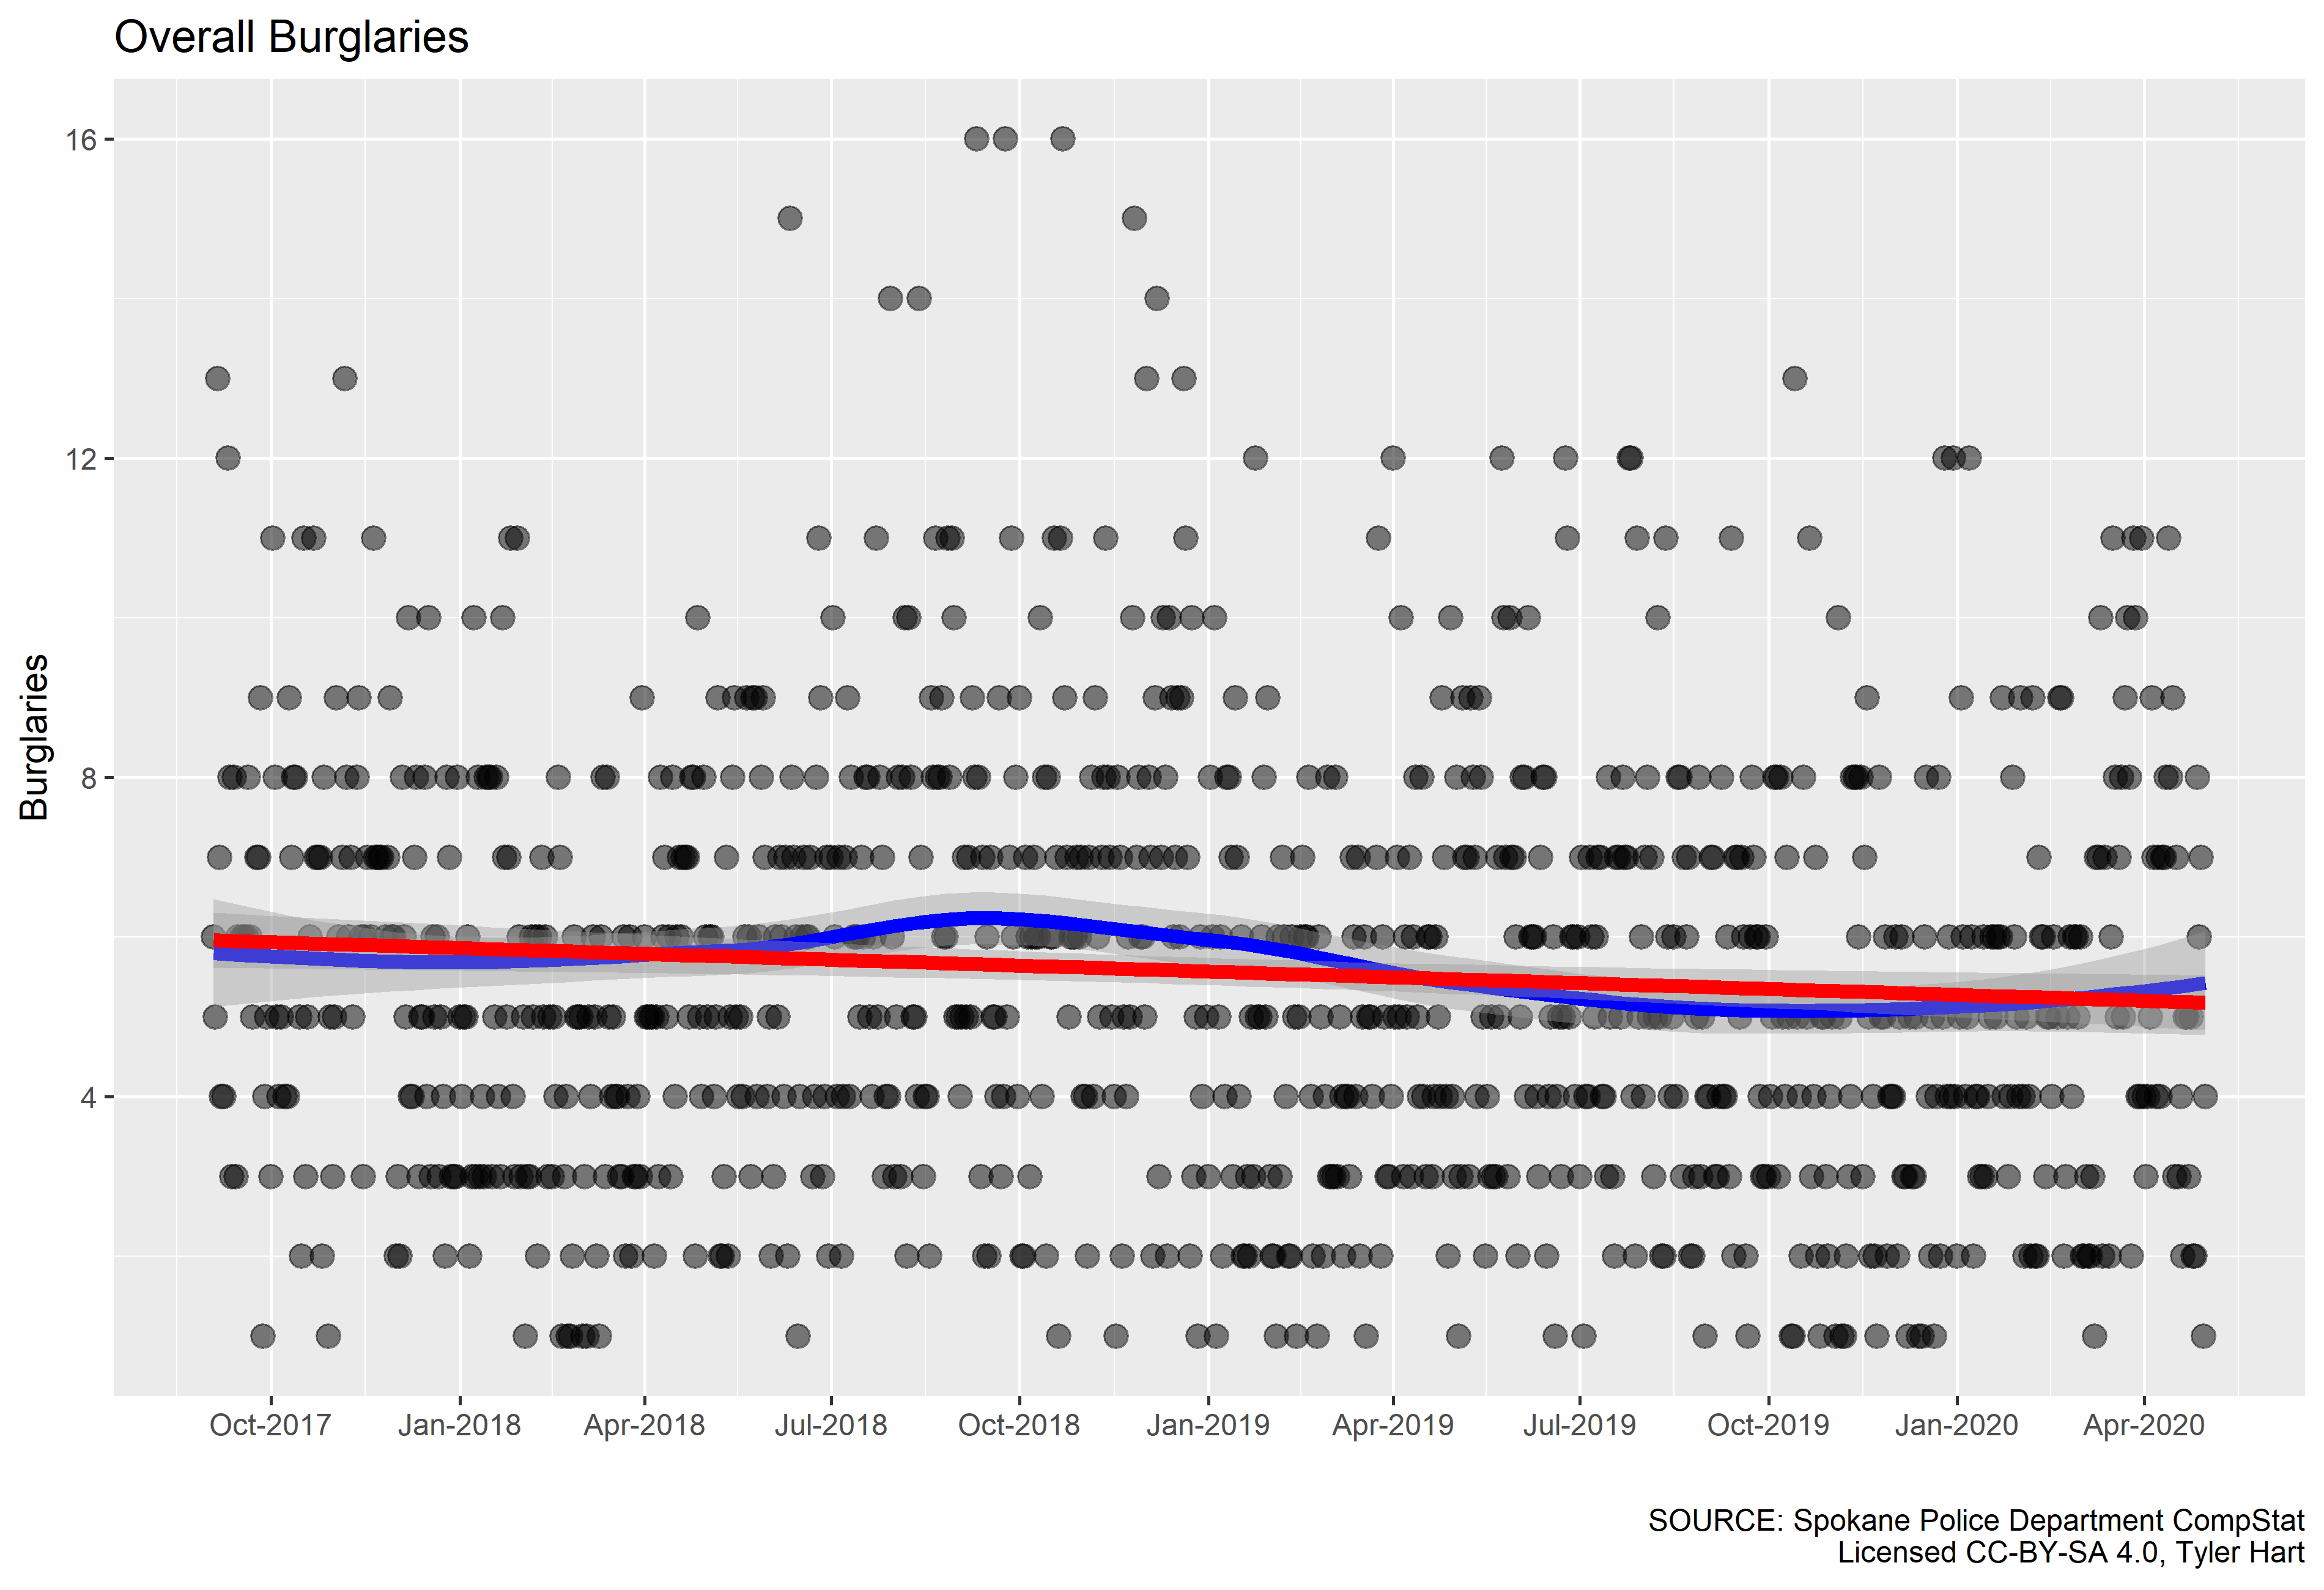 Overall Burglaries
Burglaries
16
12
8
4
Oct-2017 Jan-2018 Apr-2018 Jul-2018 Oct-2018 Jan-2019 Apr-2019 Jul-2019 Oct-2019 Jan-2020 Apr-2020
SOURCE: Spokane Police Department CompStat
Licensed CC-BY-SA 4.0, Tyler Hart